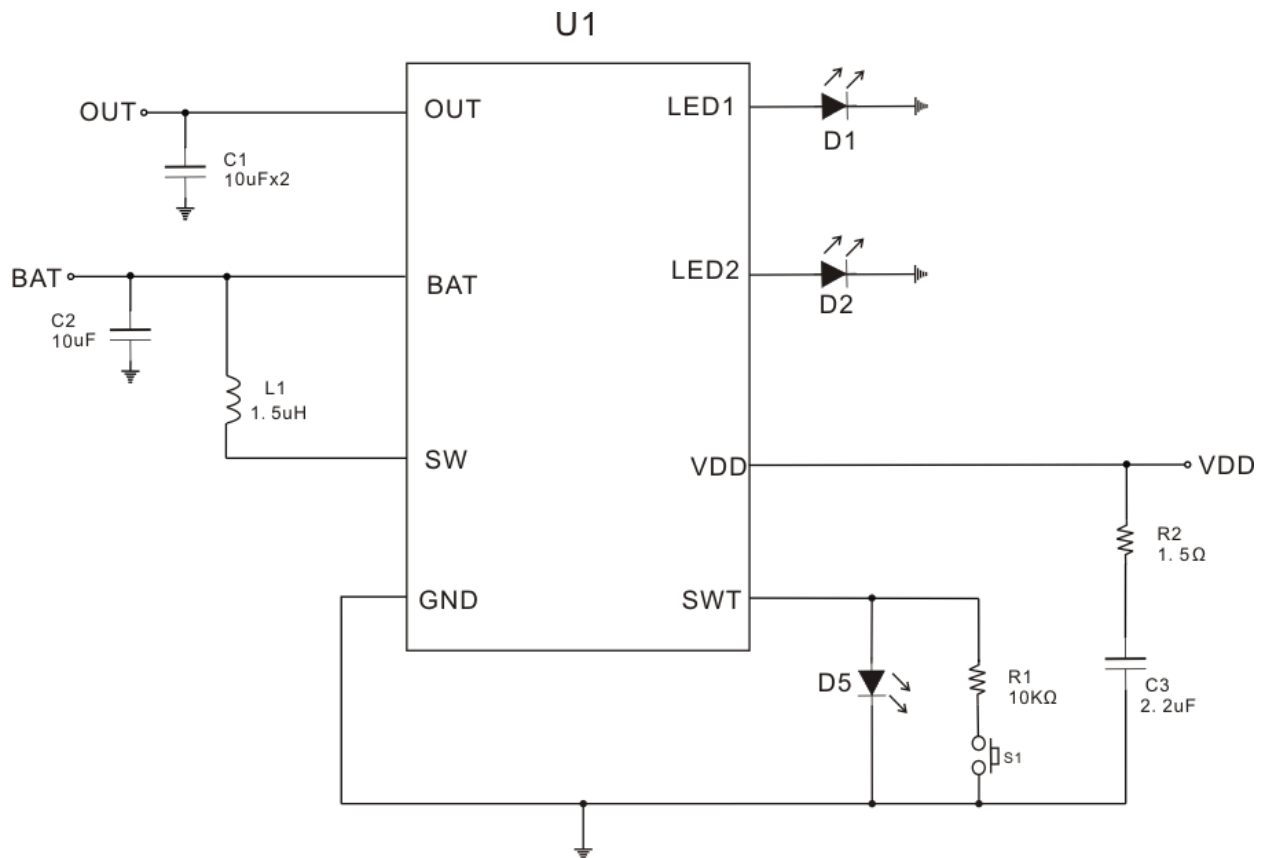 U1
OUT
OUT
LED1
C1
10uFx2
D1
BAT
BAT
LED2
C2
10uF
D2
L1
1. 5uH
SW
VDD
VDD
R2
1. 5Ω
GND
SWT
D5
R1
10KΩ
C3
2. 2uF
S1